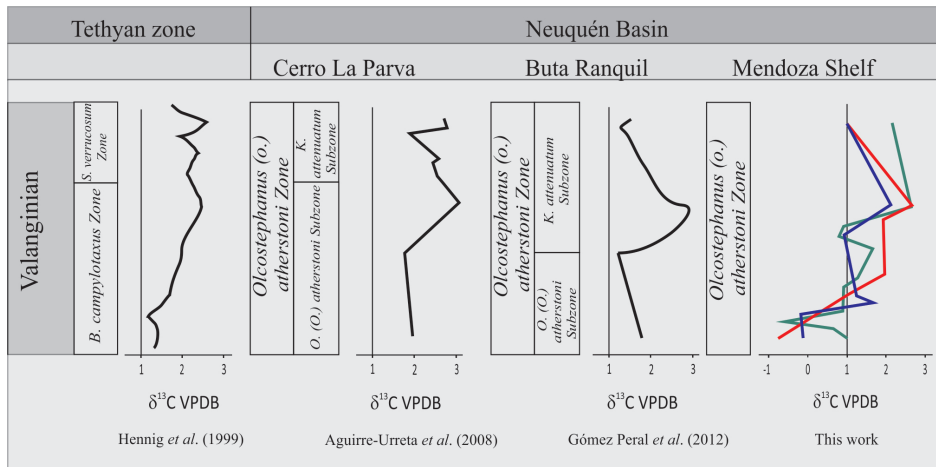 Tethyan zone
Neuquén Basin
Cerro La Parva
Buta Ranquil
Mendoza Shelf
Valanginian
S. verrucosum
Zone
B. campylotaxus Zone
1 2 3
δ13C VPDB
Hennig et al. (1999)
Olcostephanus (o.)
atherstoni Zone
K.
attenuatum
Subzone
O. (O.) atherstoni Subzone
1 2 3
δ13C VPDB
Aguirre-Urreta et al. (2008)
Olcostephanus (o.)
atherstoni Zone
K. attenuatum
Subzone
O. (O.)
atherstoni
Subzone
1 2 3
δ13C VPDB
Gómez Peral et al. (2012)
Olcostephanus (o.)
atherstoni Zone
-1 0 1 2 3
δ13C VPDB
This work